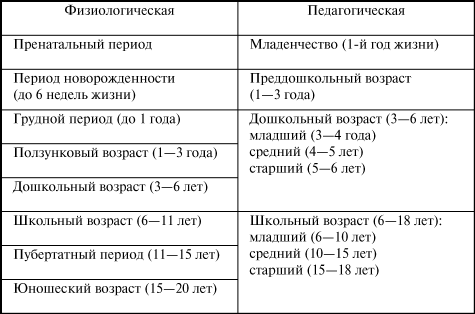 Физиологическая
Педагогическая
Пренатальный период
Младенчество (1-й год жизни)
Период новорожденности
(до 6 недель жизни)
Преддошкольный возраст
(1—3 года)
Грудной период (до 1 года)
Ползунковый возраст (1—3 года)
Дошкольный возраст (3—6 лет)
Дошкольный возраст (3—6 лет):
младший (3—4 года)
средний (4—5 лет)
старший (5—6 лет)
Школьный возраст (6—11 лет)
Пубертатный период (11—15 лет)
Юношеский возраст (15—20 лет)
Школьный возраст (6—18 лет):
младший (6—10 лет)
средний (10—15 лет)
старший (15—18 лет)